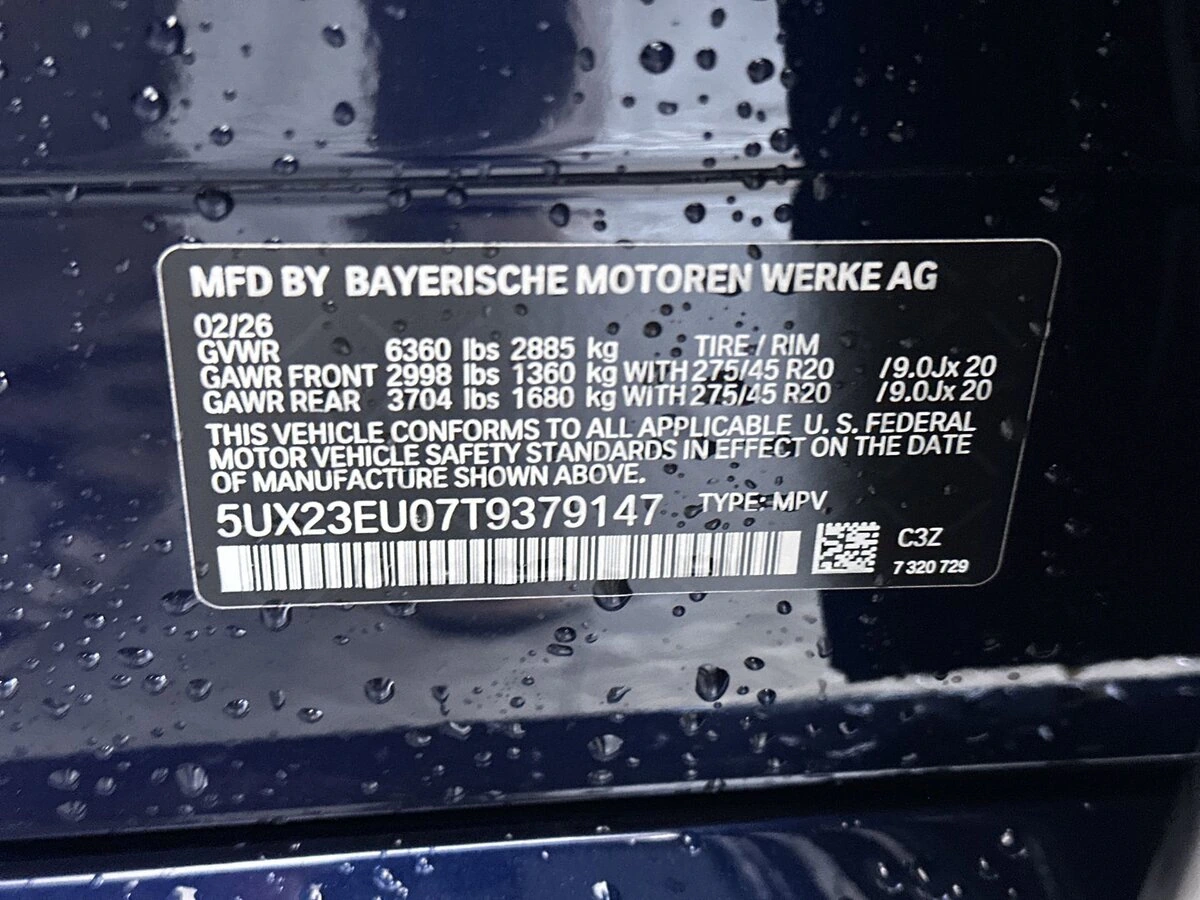 MFD BY BAYERISCHE MOTOREN WERKE AG
02/26
GVWR 6360 lbs 2885 kg TIRE / RIM
GAWR FRONT 2998 lbs 1360 kg WITH 275/45 R20 /9.0Jx 20
GAWR REAR 3704 lbs 1680 kg WITH 275/45 R20 /9.0Jx 20
THIS VEHICLE CONFORMS TO ALL APPLICABLE U. S. FEDERAL
MOTOR VEHICLE SAFETY STANDARDS IN EFFECT ON THE DATE
OF MANUFACTURE SHOWN ABOVE.
5UX23EU07T9379147 TYPE: MPV
C3Z
7 320 729